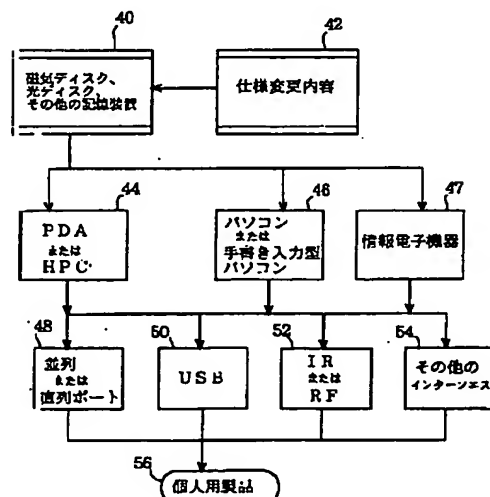 40
42
磁気ディスク、
光ディスク、
その他の記憶装置
仕様変更内容
44
46
47
PDA
または
HPC
パソコン
または
手書き入力型
パソコン
情報電子機器
48
50
52
54
並列
または
直列ポート
USB
IR
または
RF
その他の
インターンエス
56
個人用製品